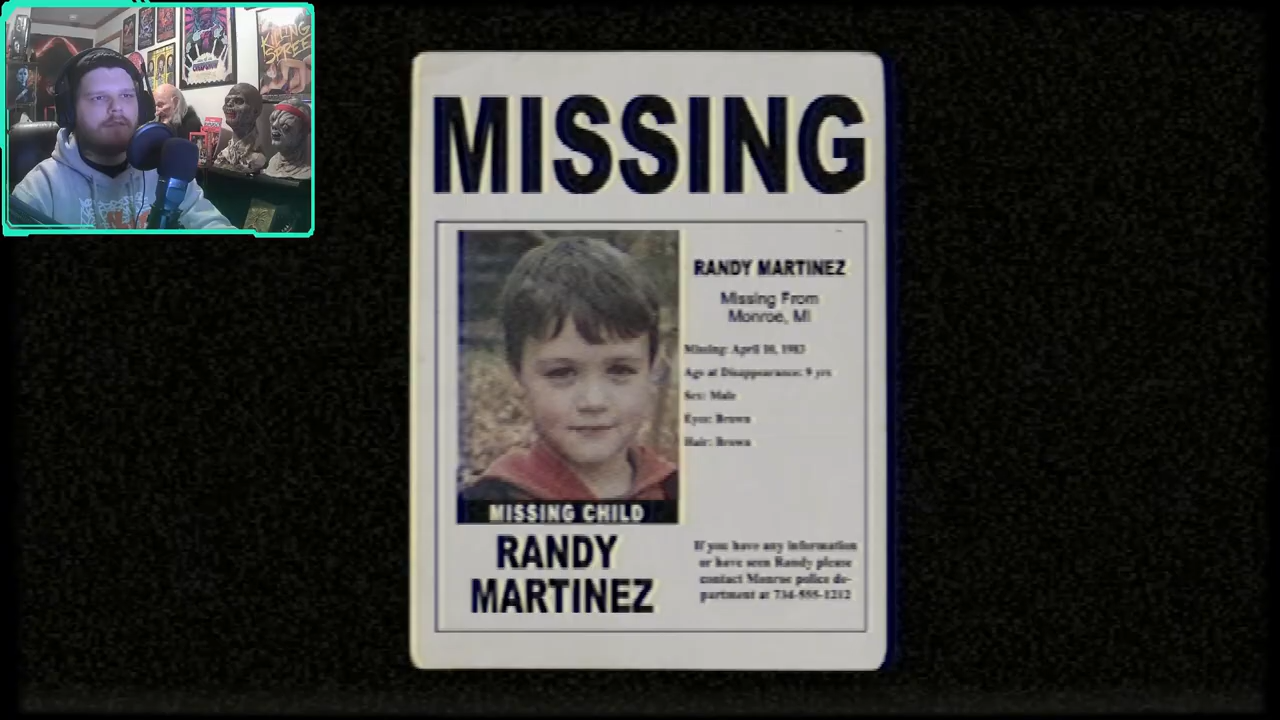 KILLING
SPREE
MISSING
RANDY MARTINEZ
Missing From
Monroe, MI
Missing: April 10, 1983
Age at Disappearance: 9 yrs
Sex: Male
Eyes: Brown
Hair: Brown
MISSING CHILD
RANDY
MARTINEZ
If you have any information
or have seen Randy please
contact Monroe police de-
partment at 734-555-1212